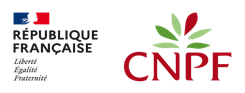 RÉPUBLIQUE
FRANÇAISE
Liberté
Égalité
Fraternité
CNPF